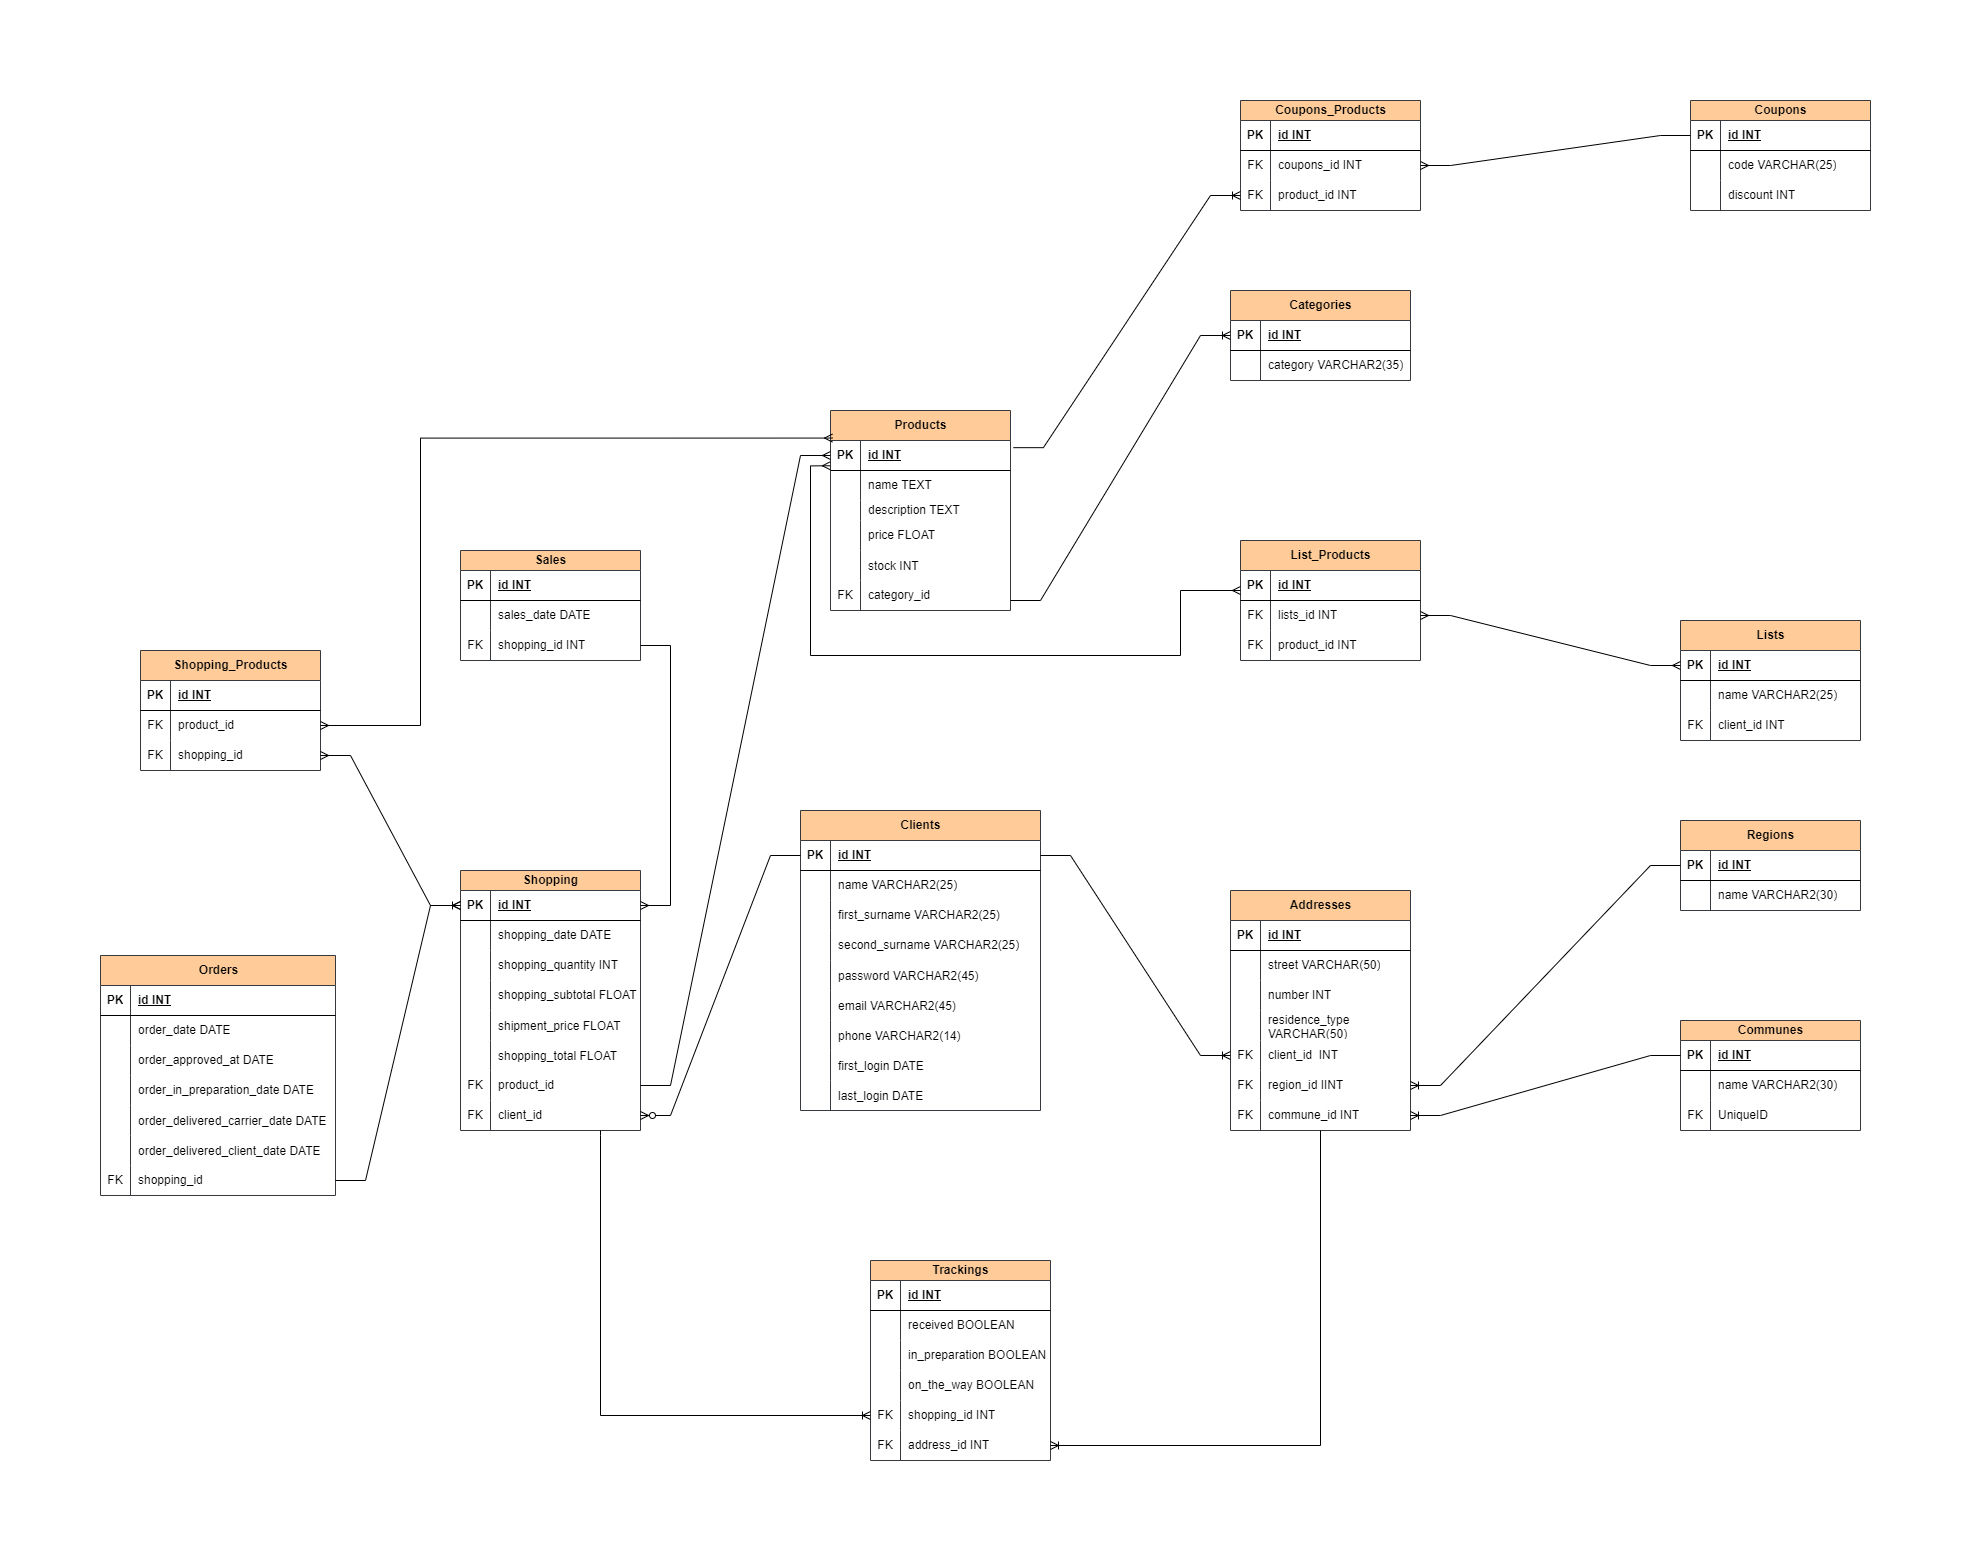 Coupons_Products
PK id INT
FK coupons_id INT
FK product_id INT
Coupons
PK id INT
code VARCHAR(25)
discount INT
Categories
PK id INT
category VARCHAR2(35)
Products
PK id INT
name TEXT
description TEXT
price FLOAT
stock INT
FK category_id
List_Products
PK id INT
FK lists_id INT
FK product_id INT
Lists
PK id INT
name VARCHAR2(25)
FK client_id INT
Sales
PK id INT
sales_date DATE
FK shopping_id INT
Shopping_Products
PK id INT
FK product_id
FK shopping_id
Shopping
PK id INT
shopping_date DATE
shopping_quantity INT
shopping_subtotal FLOAT
shipment_price FLOAT
shopping_total FLOAT
FK product_id
FK client_id
Clients
PK id INT
name VARCHAR2(25)
first_surname VARCHAR2(25)
second_surname VARCHAR2(25)
password VARCHAR2(45)
email VARCHAR2(45)
phone VARCHAR2(14)
first_login DATE
last_login DATE
Regions
PK id INT
name VARCHAR2(30)
Addresses
PK id INT
street VARCHAR(50)
number INT
residence_type
VARCHAR(50)
FK client_id INT
FK region_id IINT
FK commune_id INT
Communes
PK id INT
name VARCHAR2(30)
FK UniqueID
Orders
PK id INT
order_date DATE
order_approved_at DATE
order_in_preparation_date DATE
order_delivered_carrier_date DATE
order_delivered_client_date DATE
FK shopping_id
Trackings
PK id INT
received BOOLEAN
in_preparation BOOLEAN
on_the_way BOOLEAN
FK shopping_id INT
FK address_id INT